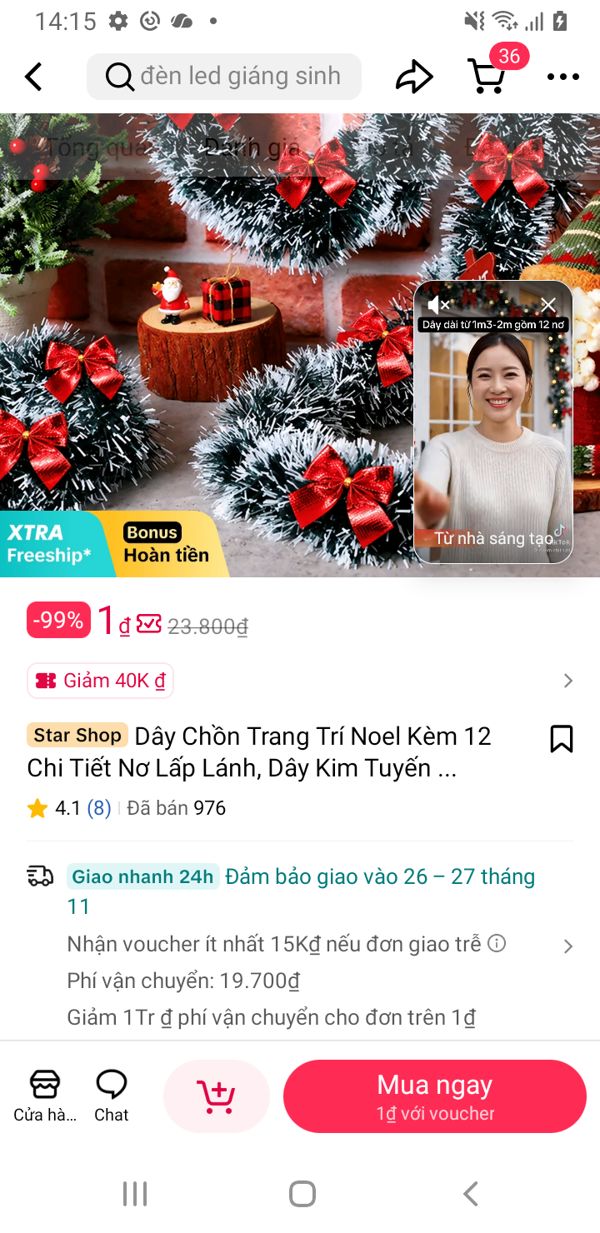 14:15
đèn led giáng sinh
36
Tổng qua
Đánh gia
Dây dài từ 1m3-2m gồm 12 nơ
Từ nhà sáng tạo
XTRA
Freeship*
Bonus
Hoàn tiền
-99% 1₫ 23.800₫
Giảm 40K ₫
Star Shop Dây Chồn Trang Trí Noel Kèm 12
Chi Tiết Nơ Lấp Lánh, Dây Kim Tuyến ...
4.1 (8) Đã bán 976
Giao nhanh 24h Đảm bảo giao vào 26 – 27 tháng
11
Nhận voucher ít nhất 15K₫ nếu đơn giao trễ
Phí vận chuyển: 19.700₫
Giảm 1Tr ₫ phí vận chuyển cho đơn trên 1₫
Cửa hà...
Chat
Mua ngay
1₫ với voucher